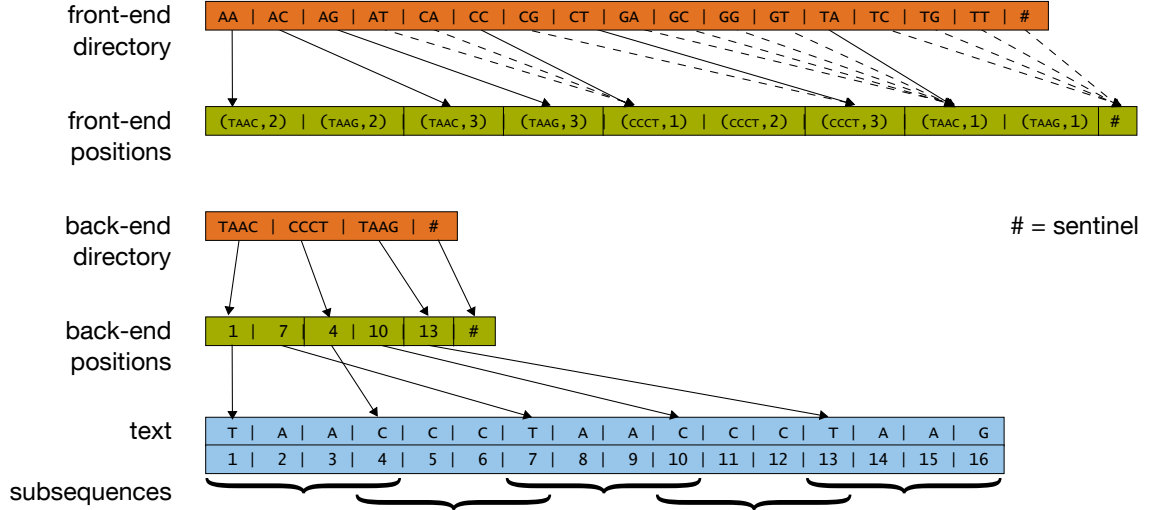 front-end directory
AA | AC | AG | AT | CA | CC | CG | CT | GA | GC | GG | GT | TA | TC | TG | TT | #
front-end positions
(TAAC,2) | (TAAG,2) | (TAAC,3) | (TAAG,3) | (CCCT,1) | (CCCT,2) | (CCCT,3) | (TAAC,1) | (TAAG,1) | #
back-end directory
TAAC | CCCT | TAAG | #
# = sentinel
back-end positions
1 | 7 | 4 | 10 | 13 | #
text
T | A | A | C | C | C | T | A | A | C | C | C | T | A | A | G
1 | 2 | 3 | 4 | 5 | 6 | 7 | 8 | 9 | 10 | 11 | 12 | 13 | 14 | 15 | 16
subsequences